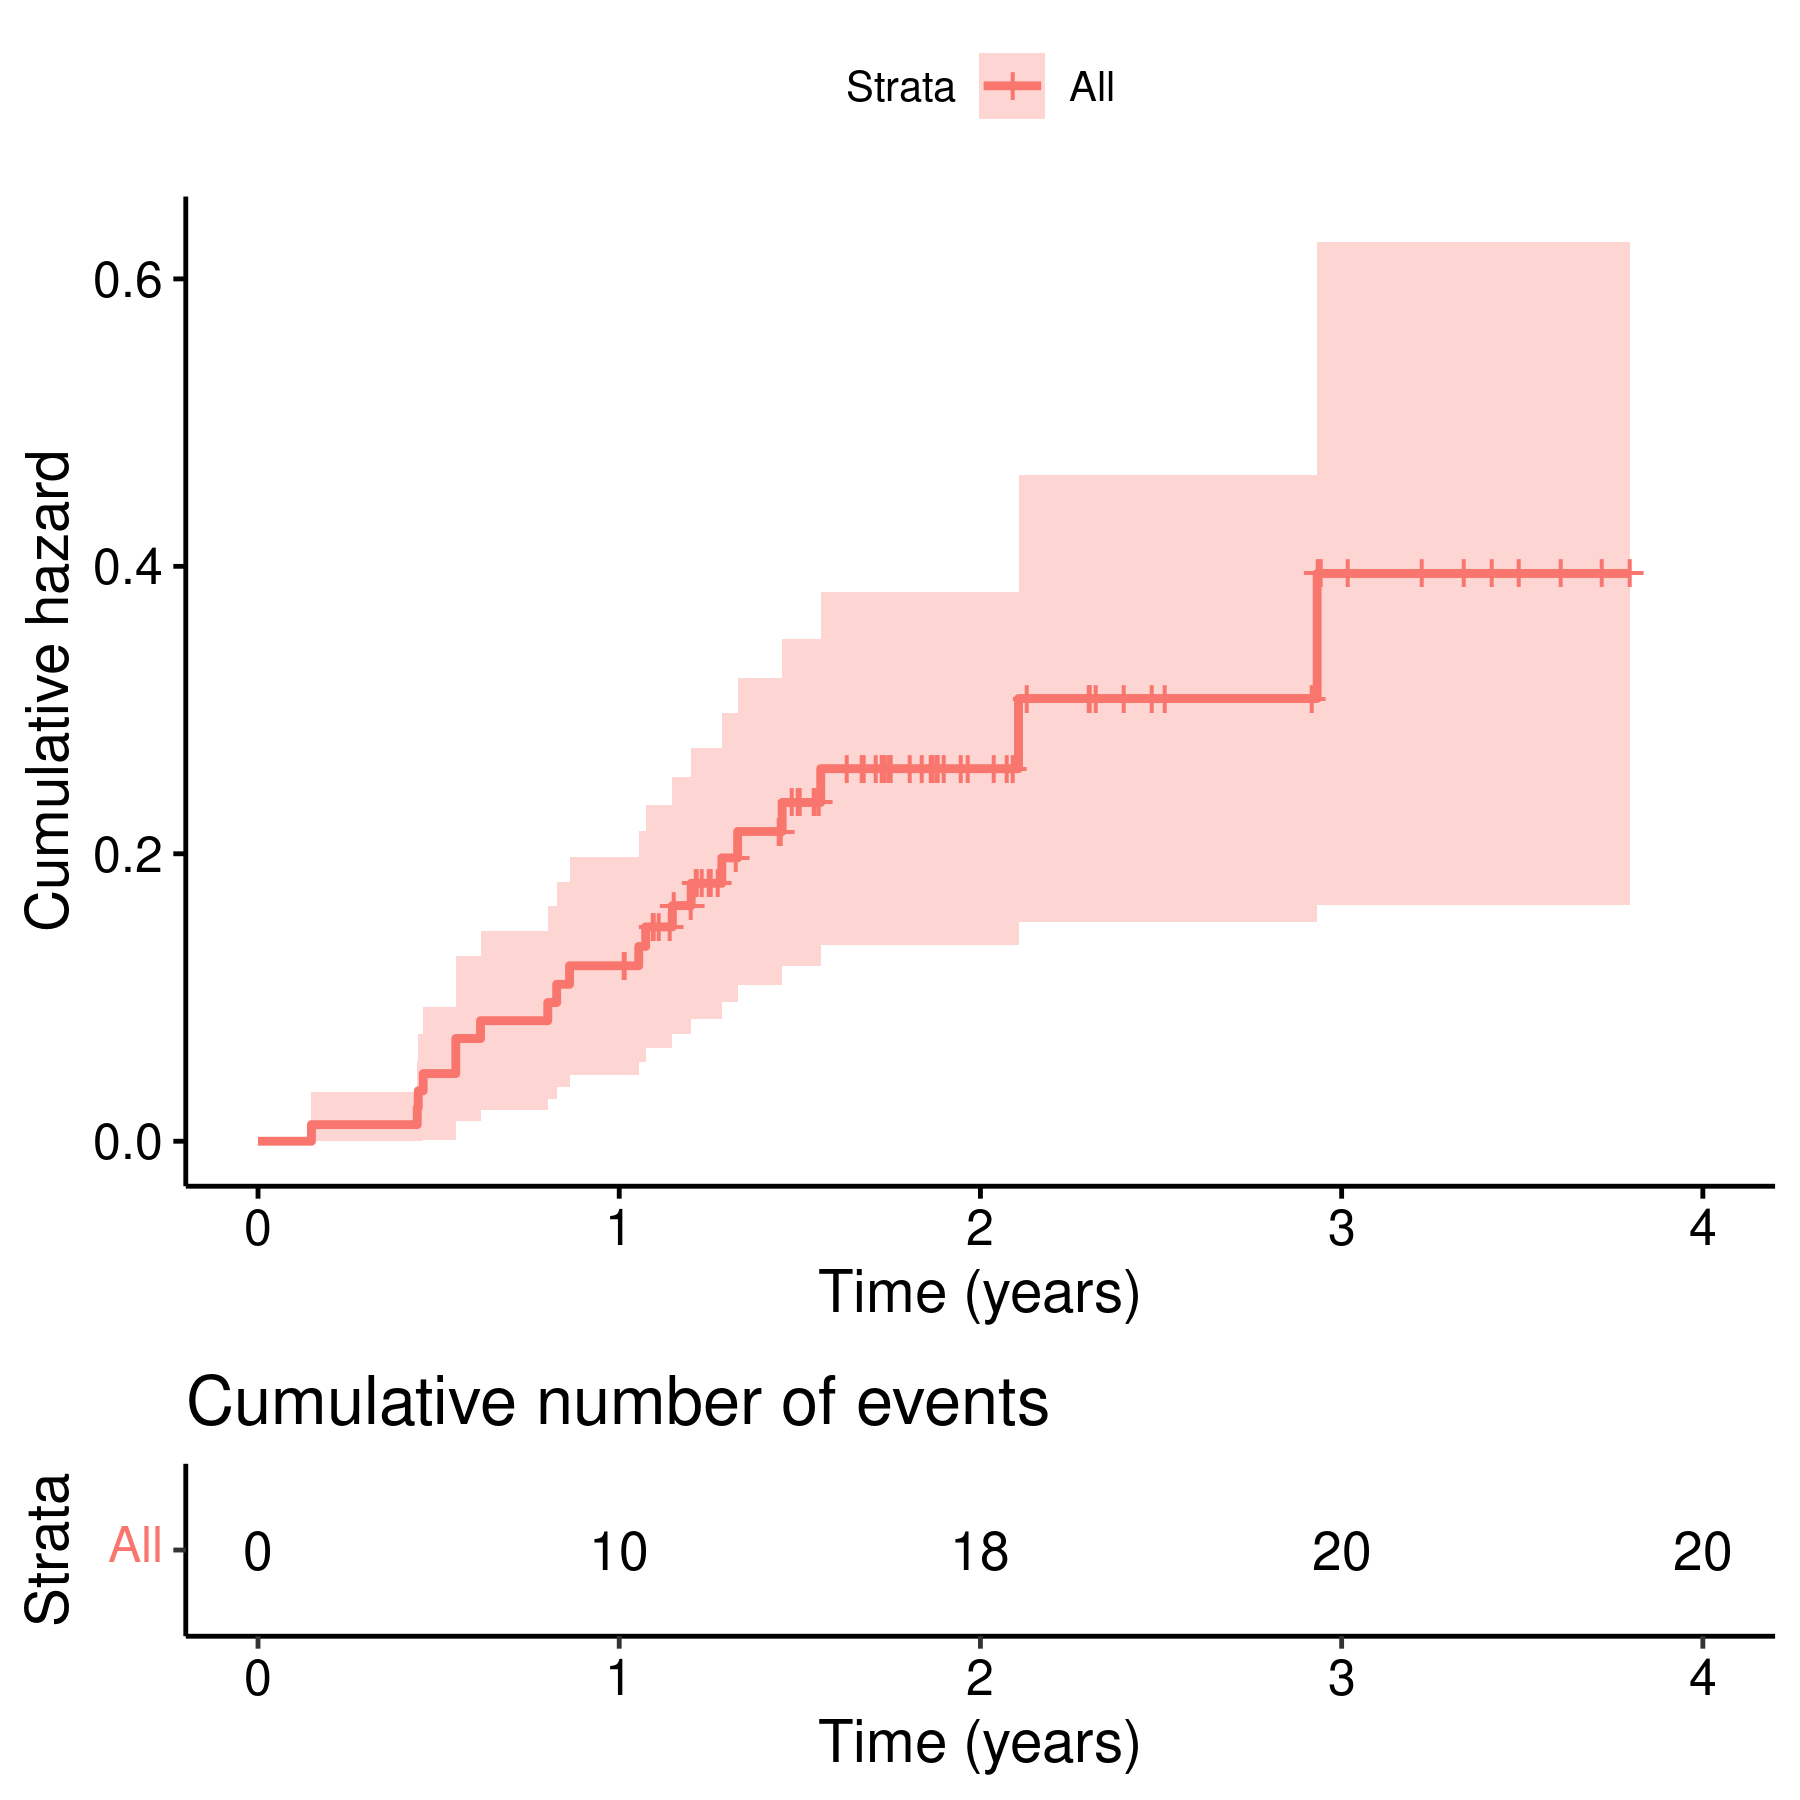 Strata All
Cumulative hazard
0.6
0.4
0.2
0.0
0 1 2 3 4
Time (years)
Cumulative number of events
Strata
All 0 10 18 20 20
0 1 2 3 4
Time (years)